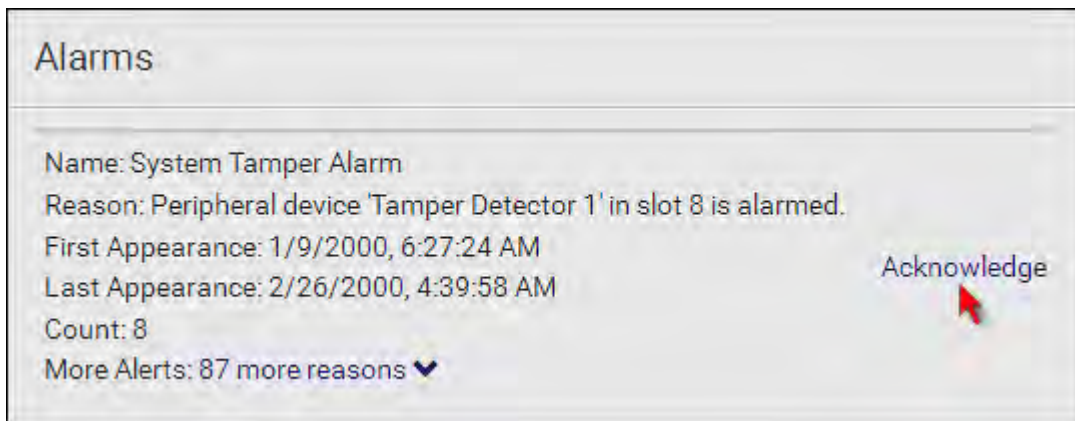 Alarms
Name: System Tamper Alarm
Reason: Peripheral device 'Tamper Detector 1' in slot 8 is alarmed.
First Appearance: 1/9/2000, 6:27:24 AM
Acknowledge
Last Appearance: 2/26/2000, 4:39:58 AM
Count: 8
More Alerts: 87 more reasons